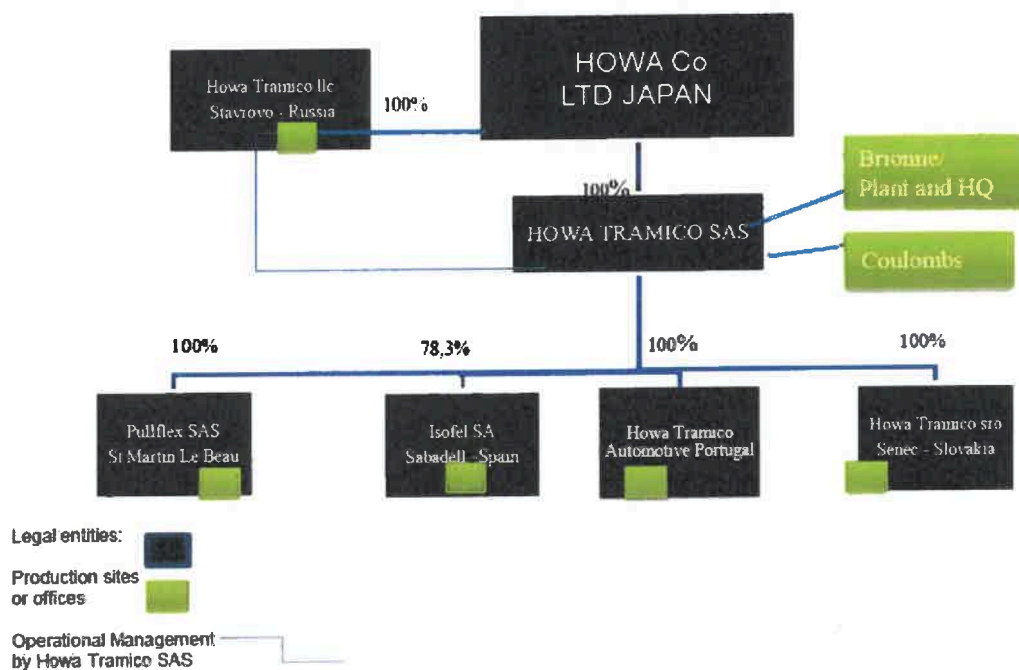 HOWA Co
LTD JAPAN
Howa Tramico llc
Stavrovo - Russia
100%
100%
HOWA TRAMICO SAS
Brionne/
Plant and HQ
Coulombs
100%
78,3%
100%
100%
Pullflex SAS
St Martin Le Beau
Isofel SA
Sabadell -Spain
Howa Tramico
Automotive Portugal
Howa Tramico sro
Senec - Slovakia
Legal entities:
Production sites
or offices
Operational Management
by Howa Tramico SAS